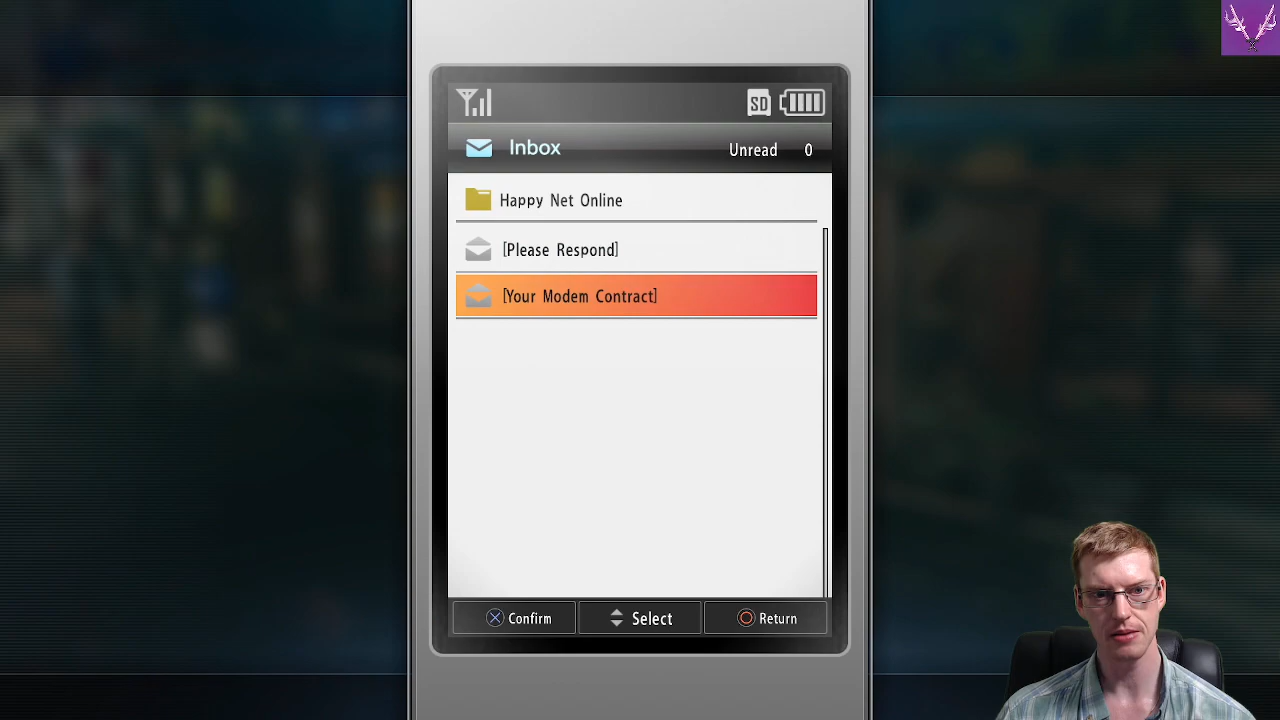 SD
Inbox
Unread 0
Happy Net Online
[Please Respond]
[Your Modem Contract]
Confirm
Select
Return